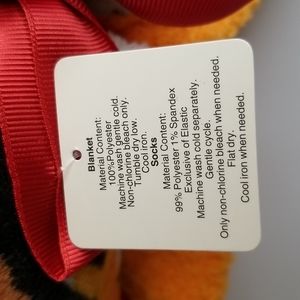 Blanket
Material Content:
100% Polyester
Machine wash gentle cold.
Non-chlorine bleach only.
Tumble dry low.
Cool iron.
Socks
Material Content:
99% Polyester 1% Spandex
Exclusive of Elastic
Machine wash cold separately.
Gentle cycle.
Only non-chlorine bleach when needed.
Flat dry.
Cool iron when needed.